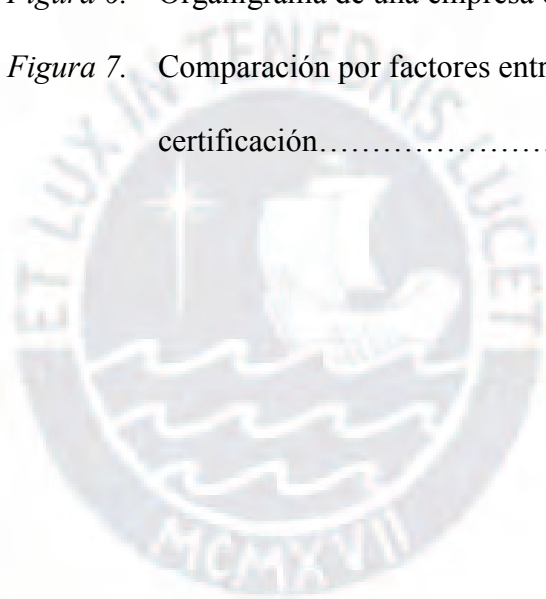 Figura 6. Organigrama de una empresa
Figura 7. Comparación por factores entr
certificación.....................
ET LUX IN TENEBRIS LUCET
MCMXVII